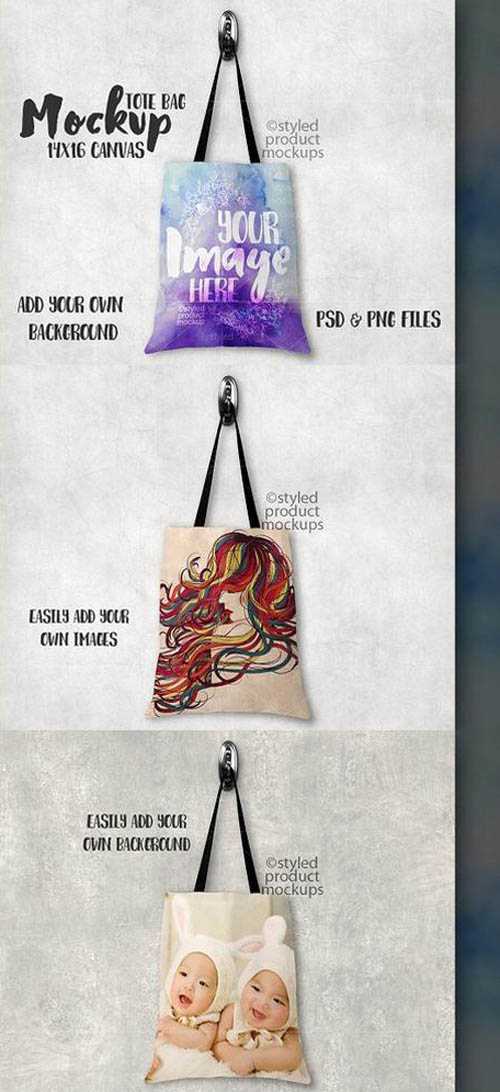 TOTE BAG
Mockup
14X16 CANVAS
©styled
product
mockups
YOUR
Image
HERE
©styled
product
mockups
ADD YOUR OWN
BACKGROUND
PSD & PNG FILES
©styled
product
mockups
EASILY ADD YOUR
OWN IMAGES
EASILY ADD YOUR
OWN BACKGROUND
©styled
product
mockups